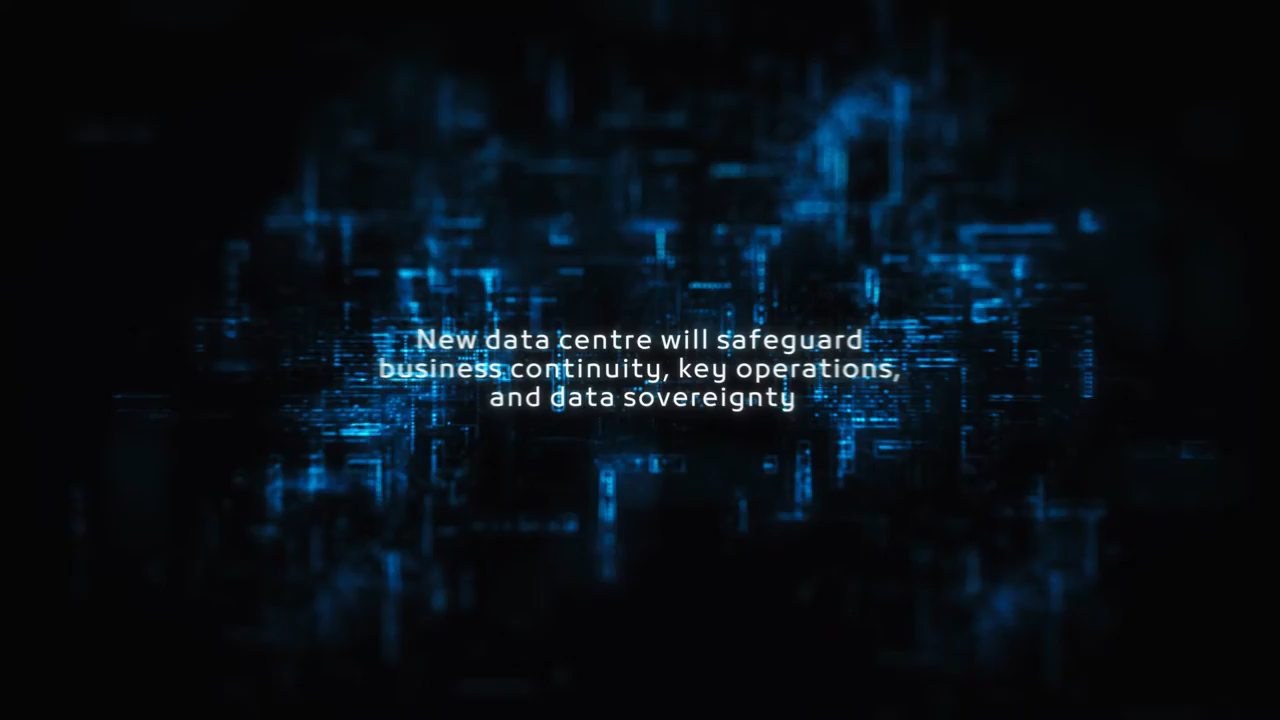 New data centre will safeguard
business continuity, key operations,
and data sovereignty